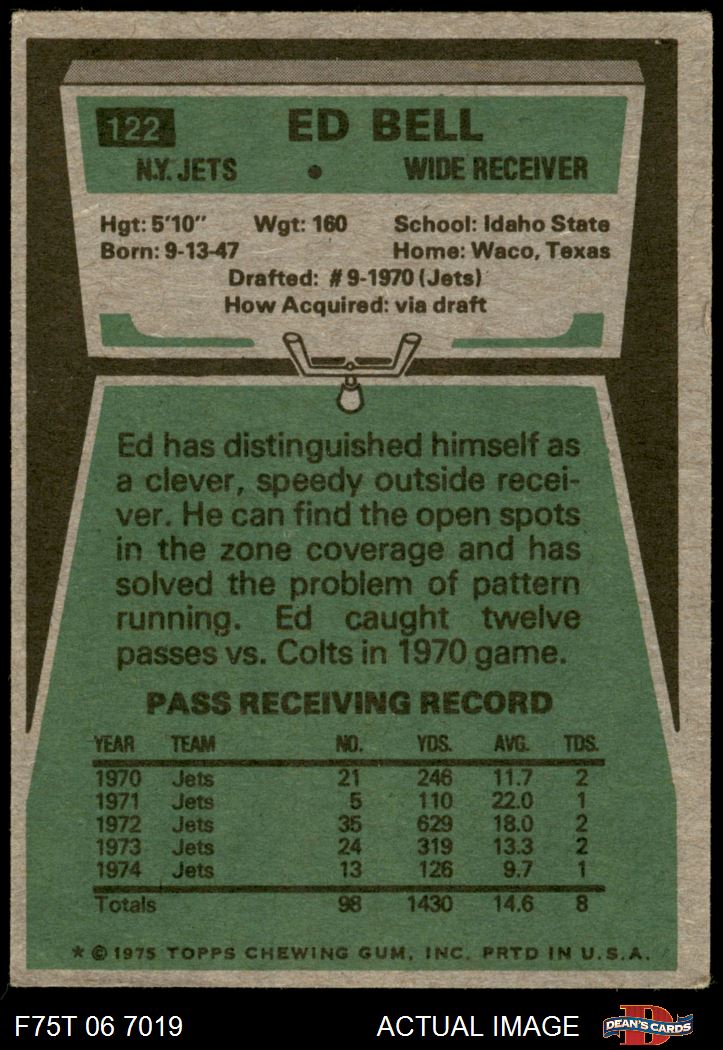 122
ED BELL
N.Y. JETS • WIDE RECEIVER
Hgt: 5'10" Wgt: 160 School: Idaho State
Born: 9-13-47 Home: Waco, Texas
Drafted: #9-1970 (Jets)
How Acquired: via draft
Ed has distinguished himself as
a clever, speedy outside recei-
ver. He can find the open spots
in the zone coverage and has
solved the problem of pattern
running. Ed caught twelve
passes vs. Colts in 1970 game.
PASS RECEIVING RECORD
YEAR TEAM NO. YDS. AVG. TDS.
1970 Jets 21 246 11.7 2
1971 Jets 5 110 22.0 1
1972 Jets 35 629 18.0 2
1973 Jets 24 319 13.3 2
1974 Jets 13 126 9.7 1
Totals 98 1430 14.6 8
* © 1975 TOPPS CHEWING GUM, INC. PRTD IN U.S.A.
F75T 06 7019 ACTUAL IMAGE
D
DEAN'S CARDS